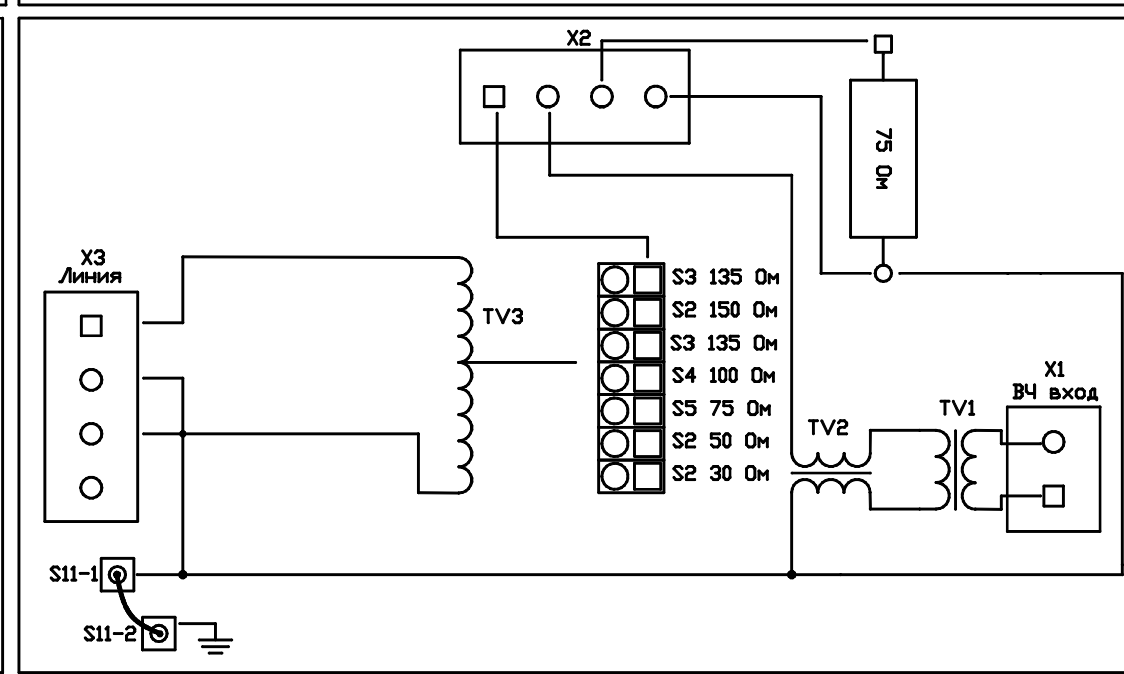 X2
75 Ом
X3
Линия
TV3
S3 135 Ом
S2 150 Ом
S3 135 Ом
S4 100 Ом
S5 75 Ом
S2 50 Ом
S2 30 Ом
X1
ВЧ вход
TV2
TV1
S11-1
S11-2